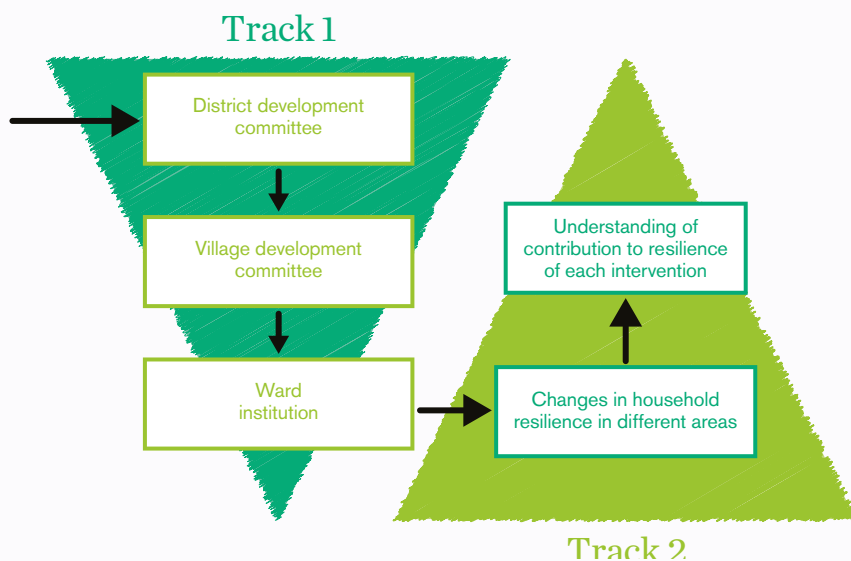 Track 1
District development
committee
Village development
committee
Ward
institution
Understanding of
contribution to resilience
of each intervention
Changes in household
resilience in different areas
Track 2